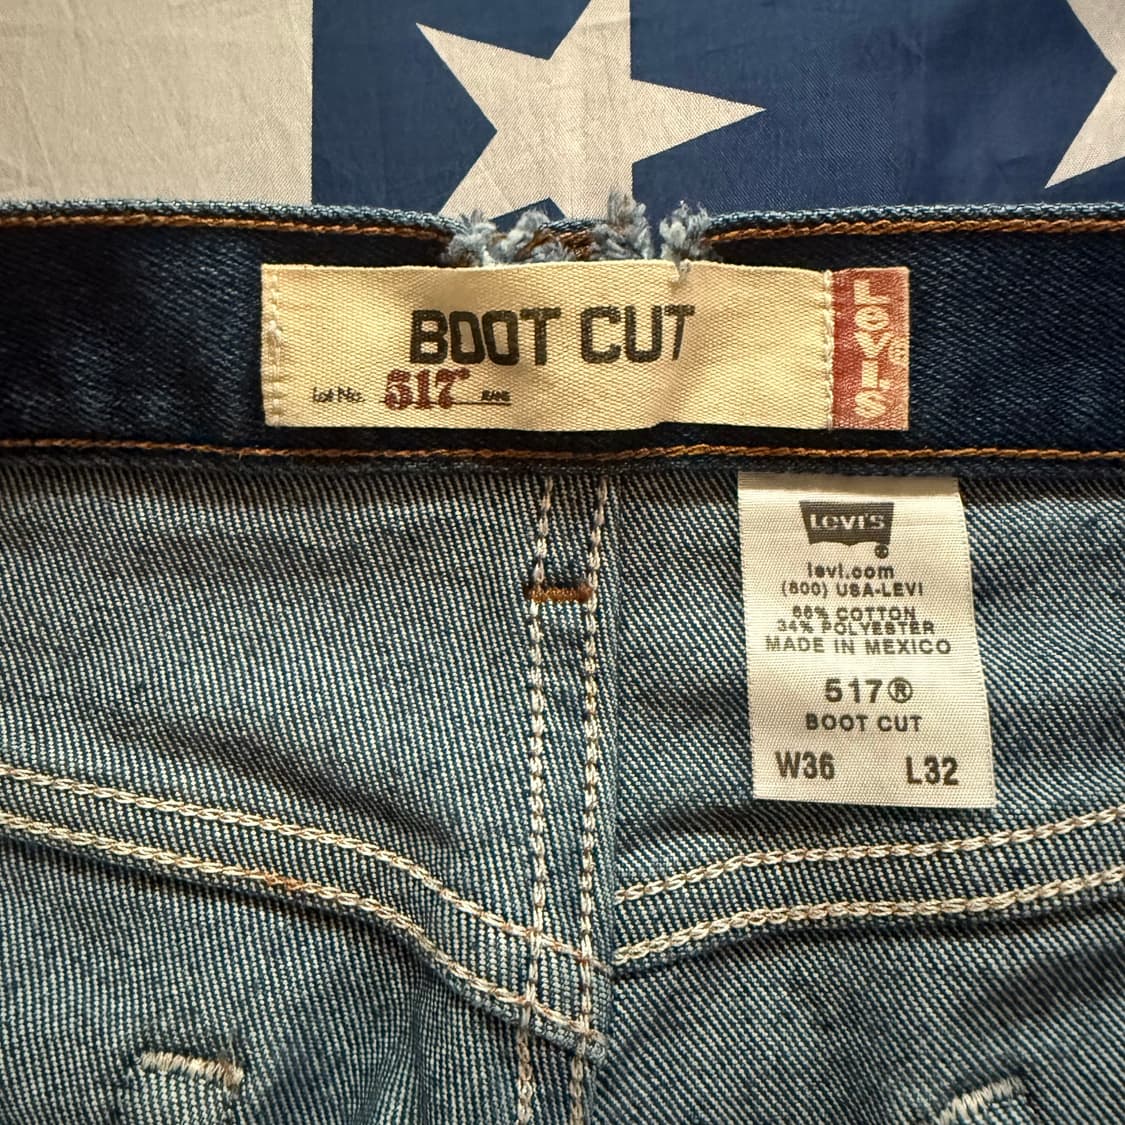 BOOT CUT
Lot No. 517® JEANS
Levi's
Levi's
levi.com
(800) USA-LEVI
66% COTTON
34% POLYESTER
MADE IN MEXICO
517®
BOOT CUT
W36 L32